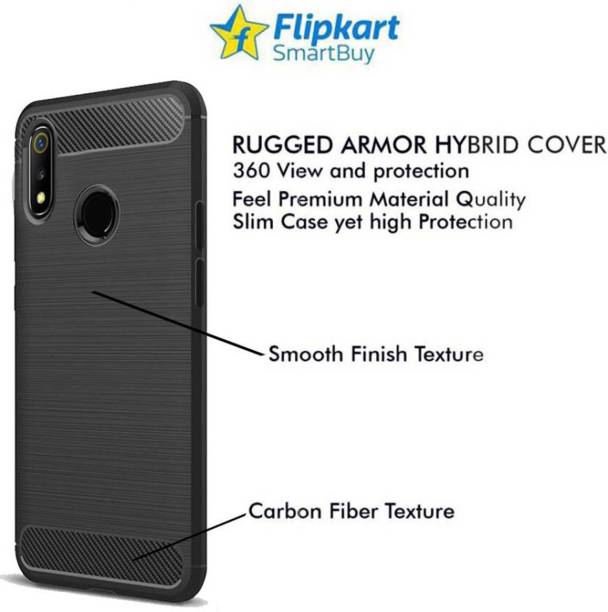 Flipkart
SmartBuy
RUGGED ARMOR HYBRID COVER
360 View and protection
Feel Premium Material Quality
Slim Case yet high Protection
Smooth Finish Texture
Carbon Fiber Texture